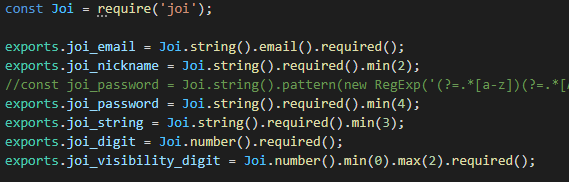 const Joi = require('joi');
exports.joi_email = Joi.string().email().required();
exports.joi_nickname = Joi.string().required().min(2);
//const joi_password = Joi.string().pattern(new RegExp('(?=.*[a-z])(?=.*[
exports.joi_password = Joi.string().required().min(4);
exports.joi_string = Joi.string().required().min(3);
exports.joi_digit = Joi.number().required();
exports.joi_visibility_digit = Joi.number().min(0).max(2).required();